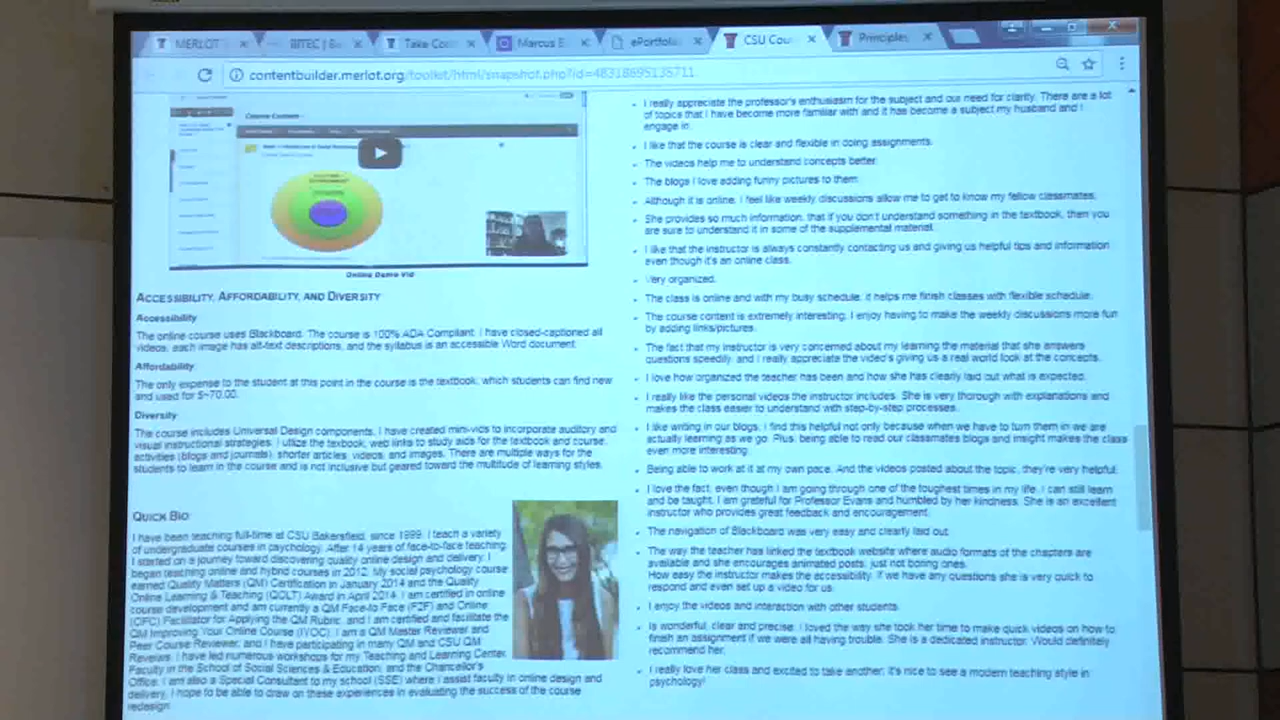 MERLOT
BITEC | Be
Take-Cou
Marcus E
ePortfolio
CSU Cou
Principles
contentbuilder.merlot.org/toolkit/html/snapshot.php?id=48318695135711
Course Content
Online Demo Vid
ACCESSIBILITY, AFFORDABILITY, AND DIVERSITY
Accessibility
The online course uses Blackboard. The course is 100% ADA Compliant. I have closed-captioned all
videos, each image has alt-text descriptions, and the syllabus is an accessible Word document.
Affordability
The only expense to the student at this point in the course is the textbook, which students can find new
and used for $~70.00.
Diversity
The course includes Universal Design components. I have created mini-vids to incorporate auditory and
visual instructional strategies. I utilize the textbook, web links to study aids for the textbook and course,
activities (blogs and journals), shorter articles, videos, and images. There are multiple ways for the
students to learn in the course and is not inclusive but geared toward the multitude of learning styles.
QUICK BIO:
I have been teaching full-time at CSU Bakersfield, since 1999. I teach a variety
of undergraduate courses in psychology. After 14 years of face-to-face teaching,
I started on a journey toward discovering quality online design and delivery. I
began teaching online and hybrid courses in 2012. My social psychology course
earned Quality Matters (QM) Certification in January 2014 and the Quality
Online Learning & Teaching (QOLT) Award in April 2014. I am certified in online
course development and am currently a QM Face-to Face (F2F) and Online
(CIFC) Facilitator for Applying the QM Rubric, and I am certified and facilitate the
QM Improving Your Online Course (IYOC). I am a QM Master Reviewer and
Peer Course Reviewer, and I have participating in many QM and CSU QM
Reviews. I have led numerous workshops for my Teaching and Learning Center,
Faculty in the School of Social Sciences & Education, and the Chancellor's
Office. I am also a Special Consultant to my school (SSE) where I assist faculty in online design and
delivery. I hope to be able to draw on these experiences in evaluating the success of the course
redesign.
I really appreciate the professor's enthusiasm for the subject and our need for clarity. There are a lot
of topics that I have become more familiar with and it has become a subject my husband and I
engage in.
I like that the course is clear and flexible in doing assignments.
The videos help me to understand concepts better.
The blogs I love adding funny pictures to them.
Although it is online, I feel like weekly discussions allow me to get to know my fellow classmates.
She provides so much information, that if you don't understand something in the textbook, then you
are sure to understand it in some of the supplemental material.
I like that the instructor is always constantly contacting us and giving us helpful tips and information
even though it's an online class.
Very organized.
The class is online and with my busy schedule, it helps me finish classes with flexible schedule.
The course content is extremely interesting. I enjoy having to make the weekly discussions more fun
by adding links/pictures.
The fact that my instructor is very concerned about my learning the material that she answers
questions speedily, and I really appreciate the video's giving us a real world look at the concepts.
I love how organized the teacher has been and how she has clearly laid out what is expected.
I really like the personal videos the instructor includes. She is very thorough with explanations and
makes the class easier to understand with step-by-step processes.
I like writing in our blogs, I find this helpful not only because when we have to turn them in we are
actually learning as we go. Plus, being able to read our classmates blogs and insight makes the class
even more interesting.
Being able to work at it at my own pace. And the videos posted about the topic, they're very helpful.
I love the fact, even though I am going through one of the toughest times in my life, I can still learn
and be taught. I am grateful for Professor Evans and humbled by her kindness. She is an excellent
instructor who provides great feedback and encouragement.
The navigation of Blackboard was very easy and clearly laid out.
The way the teacher has linked the textbook website where audio formats of the chapters are
available and she encourages animated posts, just not boring ones.
How easy the instructor makes the accessibility. If we have any questions she is very quick to
respond and even set up a video for us.
I enjoy the videos and interaction with other students.
Is wonderful, clear and precise. I loved the way she took her time to make quick videos on how to
finish an assignment if we were all having trouble. She is a dedicated instructor. Would definitely
recommend her.
I really love her class and excited to take another, it's nice to see a modern teaching style in
psychology!